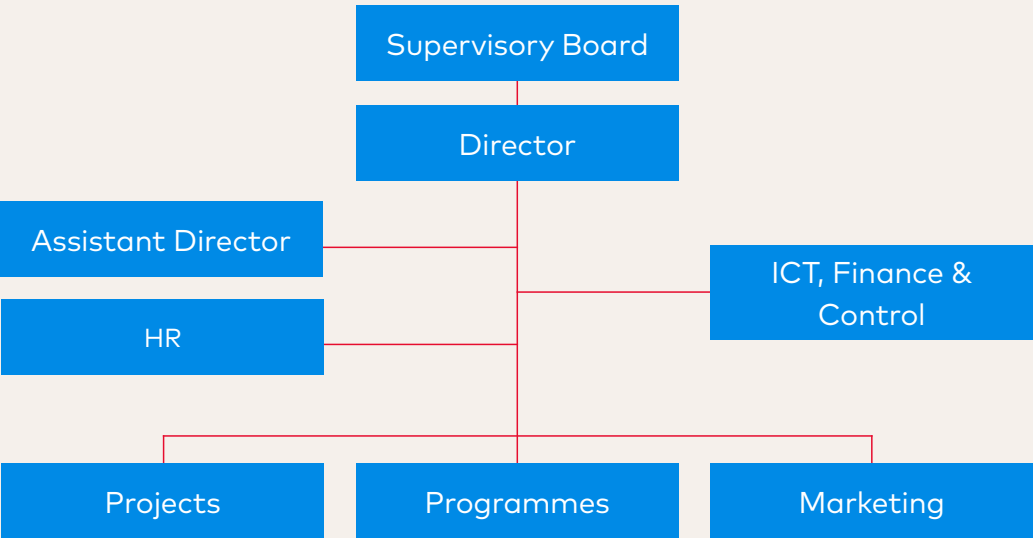 Supervisory Board
Director
Assistant Director
ICT, Finance &
Control
HR
Projects
Programmes
Marketing